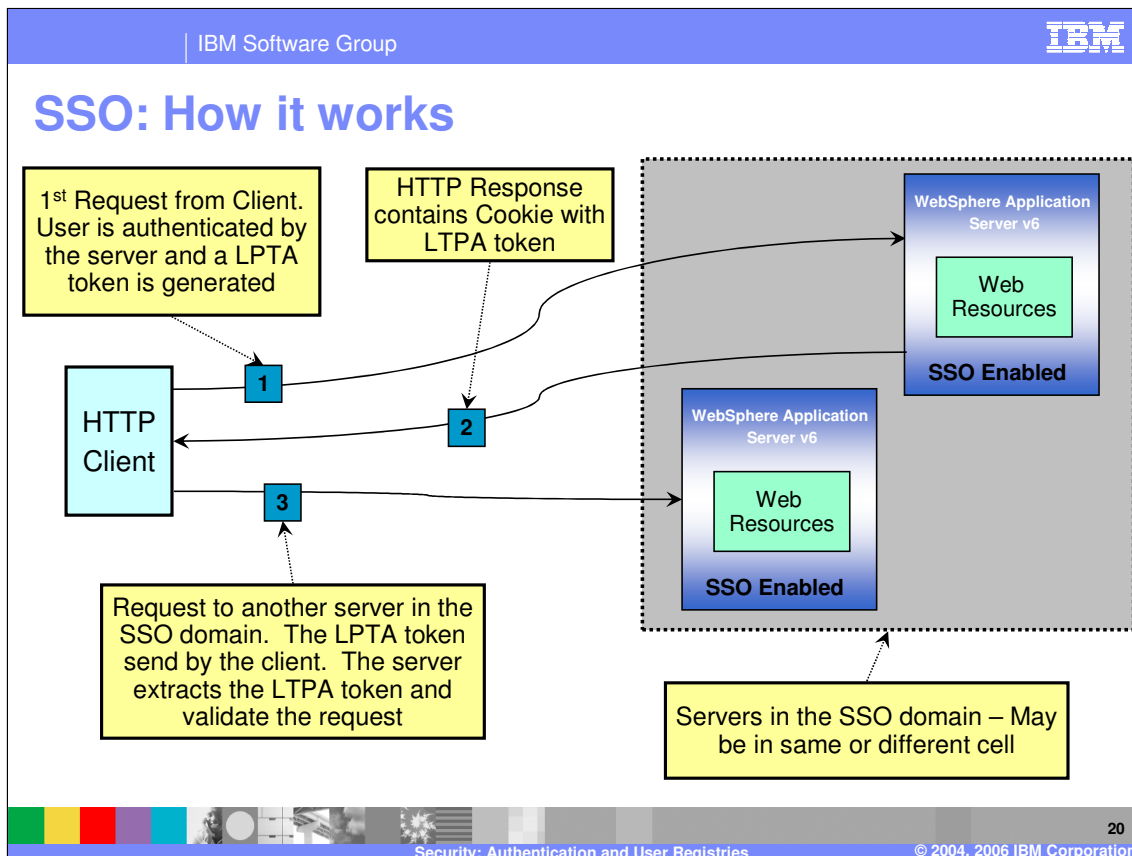 IBM Software Group
IBM
SSO: How it works
1st Request from Client.
User is authenticated by
the server and a LPTA
token is generated
HTTP Response
contains Cookie with
LTPA token
WebSphere Application
Server v6
Web
Resources
SSO Enabled
1
HTTP
Client
2
WebSphere Application
Server v6
Web
Resources
SSO Enabled
3
Request to another server in the
SSO domain. The LPTA token
send by the client. The server
extracts the LTPA token and
validate the request
Servers in the SSO domain – May
be in same or different cell
20
Security: Authentication and User Registries
© 2004, 2006 IBM Corporation